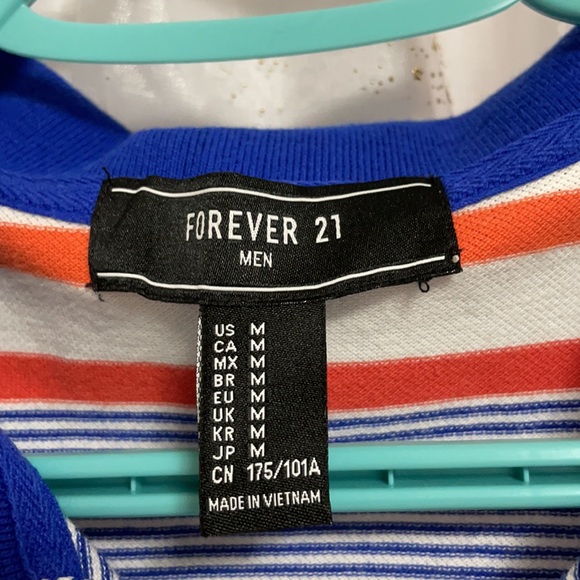 FOREVER 21
MEN
US M
CA M
MX M
BR M
EU M
UK M
KR M
JP M
CN 175/101A
MADE IN VIETNAM